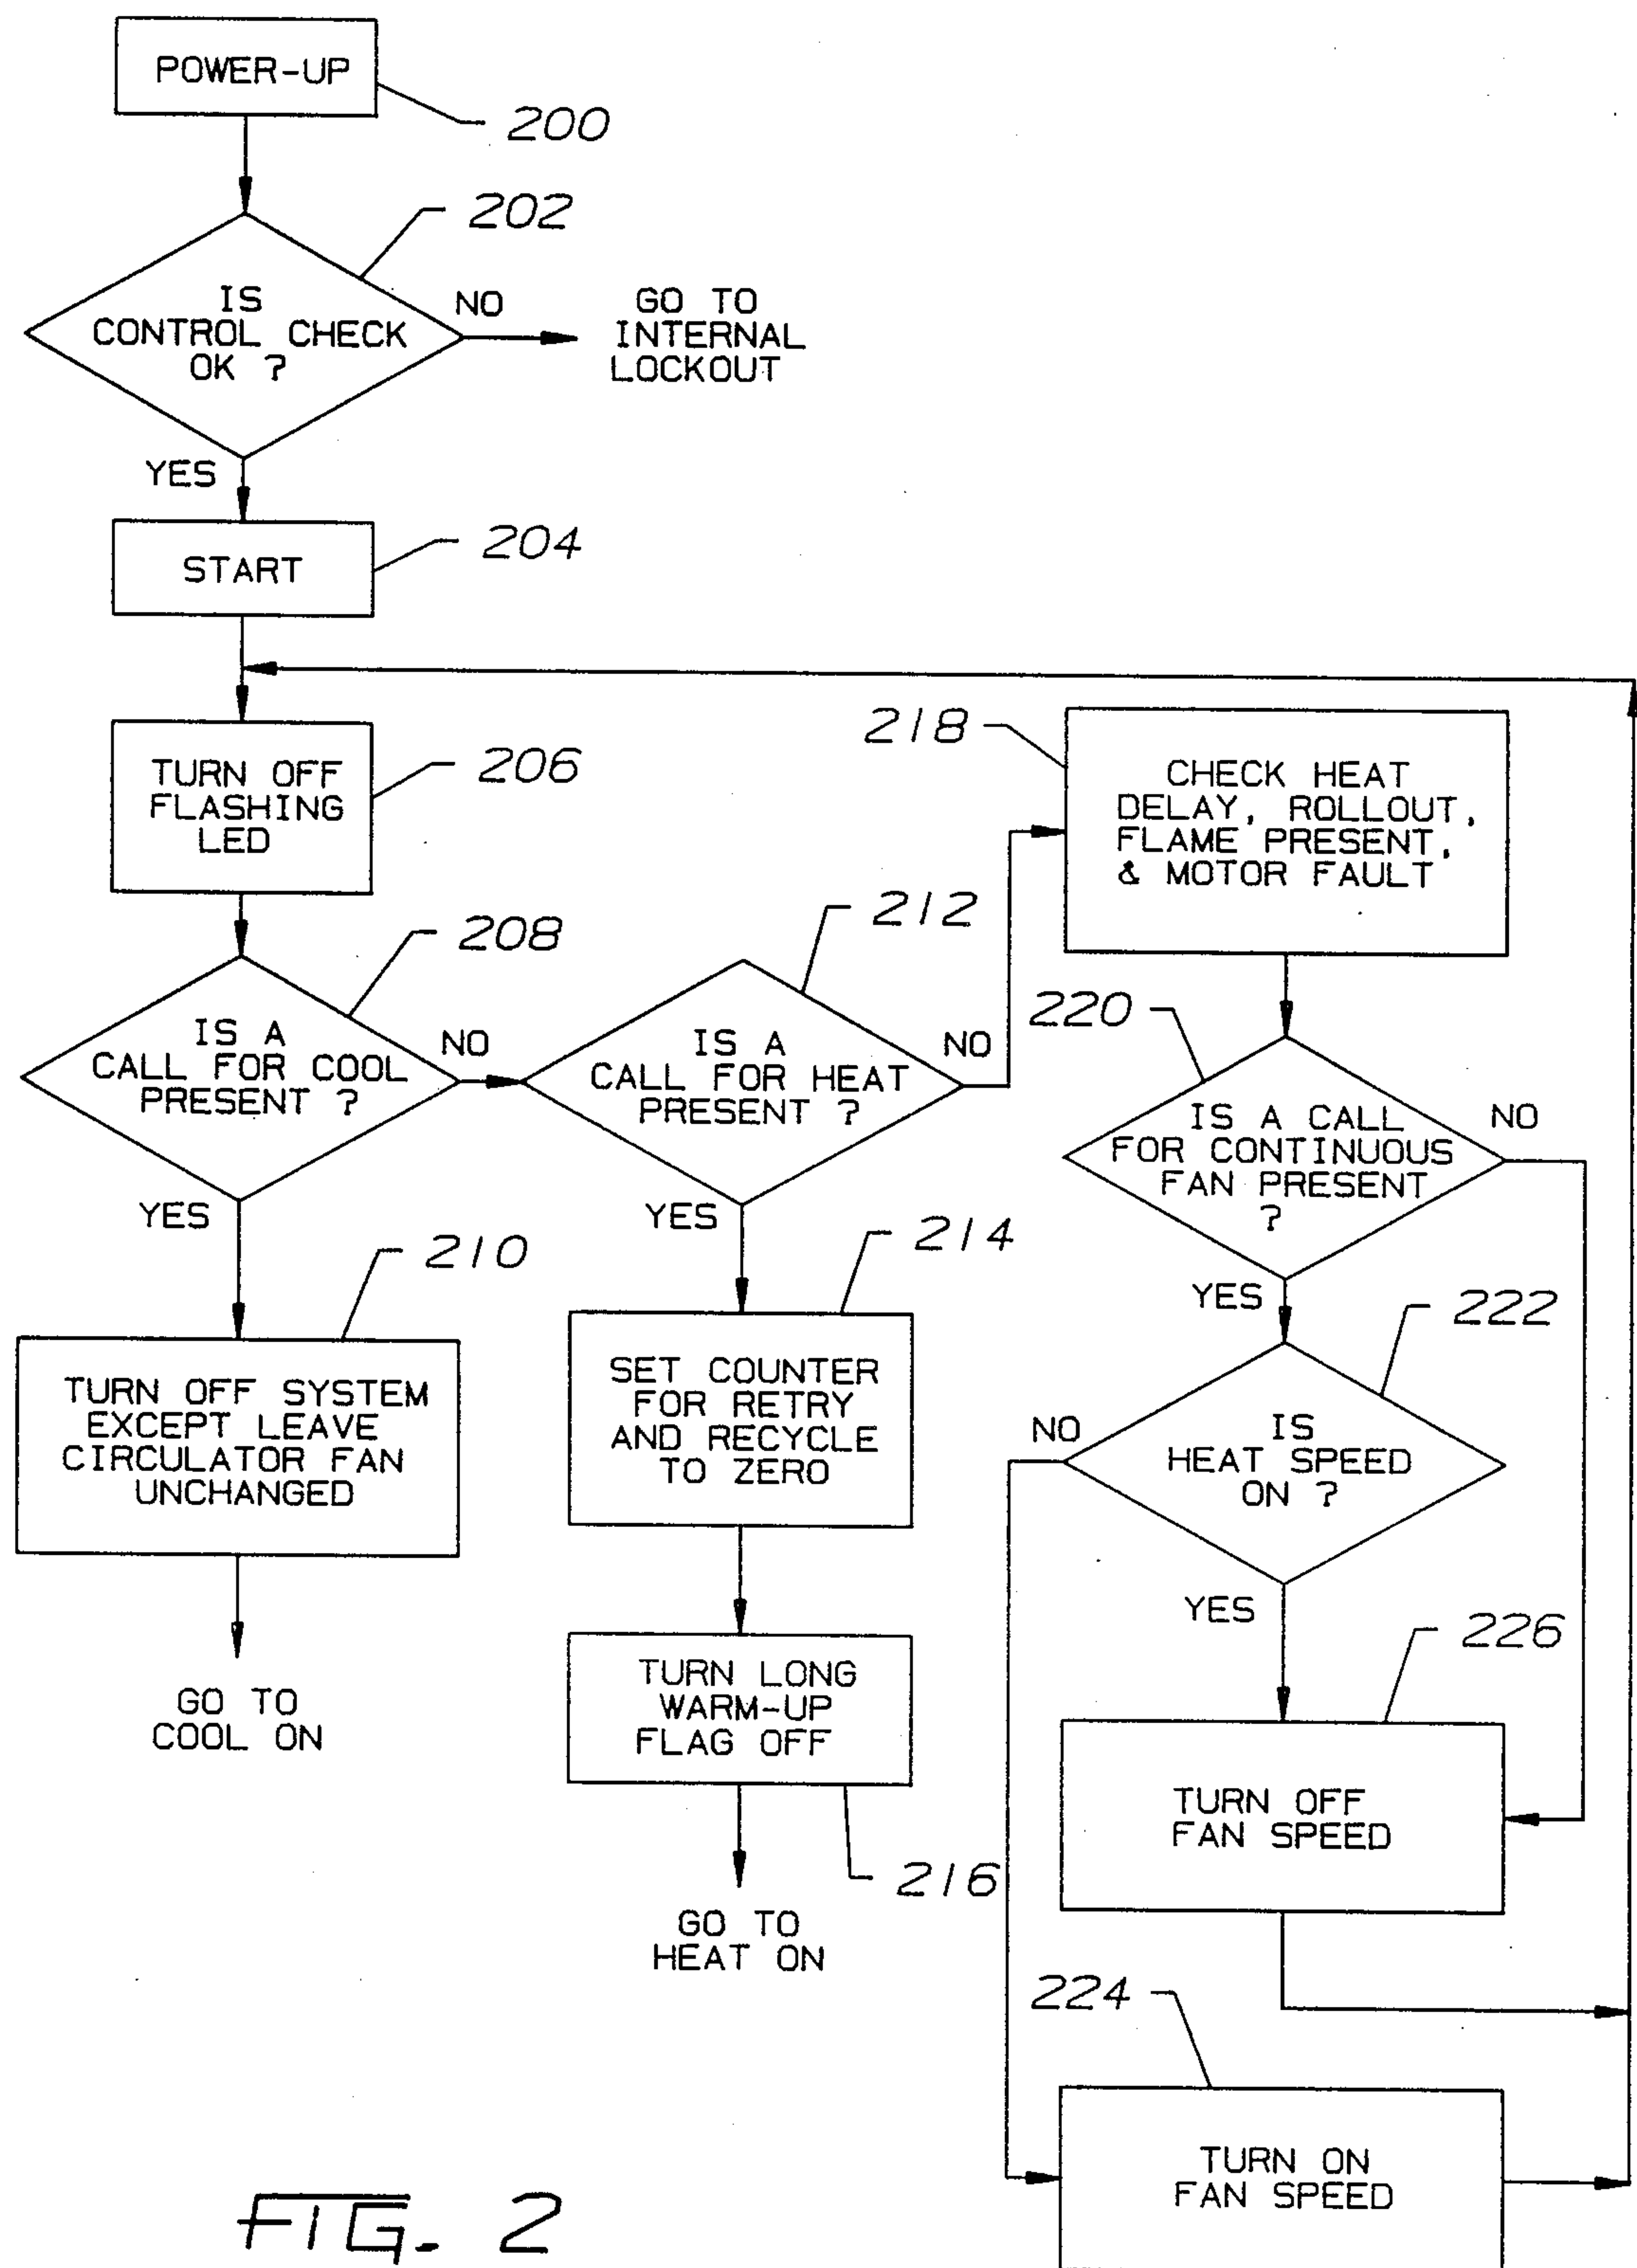 POWER-UP
200
202
IS
CONTROL CHECK
OK ?
NO
GO TO
INTERNAL
LOCKOUT
YES
START
204
TURN OFF
FLASHING
LED
206
208
IS A
CALL FOR COOL
PRESENT ?
NO
YES
210
TURN OFF SYSTEM
EXCEPT LEAVE
CIRCULATOR FAN
UNCHANGED
GO TO
COOL ON
212
IS A
CALL FOR HEAT
PRESENT ?
NO
YES
214
SET COUNTER
FOR RETRY
AND RECYCLE
TO ZERO
TURN LONG
WARM-UP
FLAG OFF
216
GO TO
HEAT ON
218
CHECK HEAT
DELAY, ROLLOUT,
FLAME PRESENT,
& MOTOR FAULT
220
IS A CALL
FOR CONTINUOUS
FAN PRESENT
?
NO
YES
222
IS
HEAT SPEED
ON ?
NO
YES
226
TURN OFF
FAN SPEED
224
TURN ON
FAN SPEED
FIG. 2